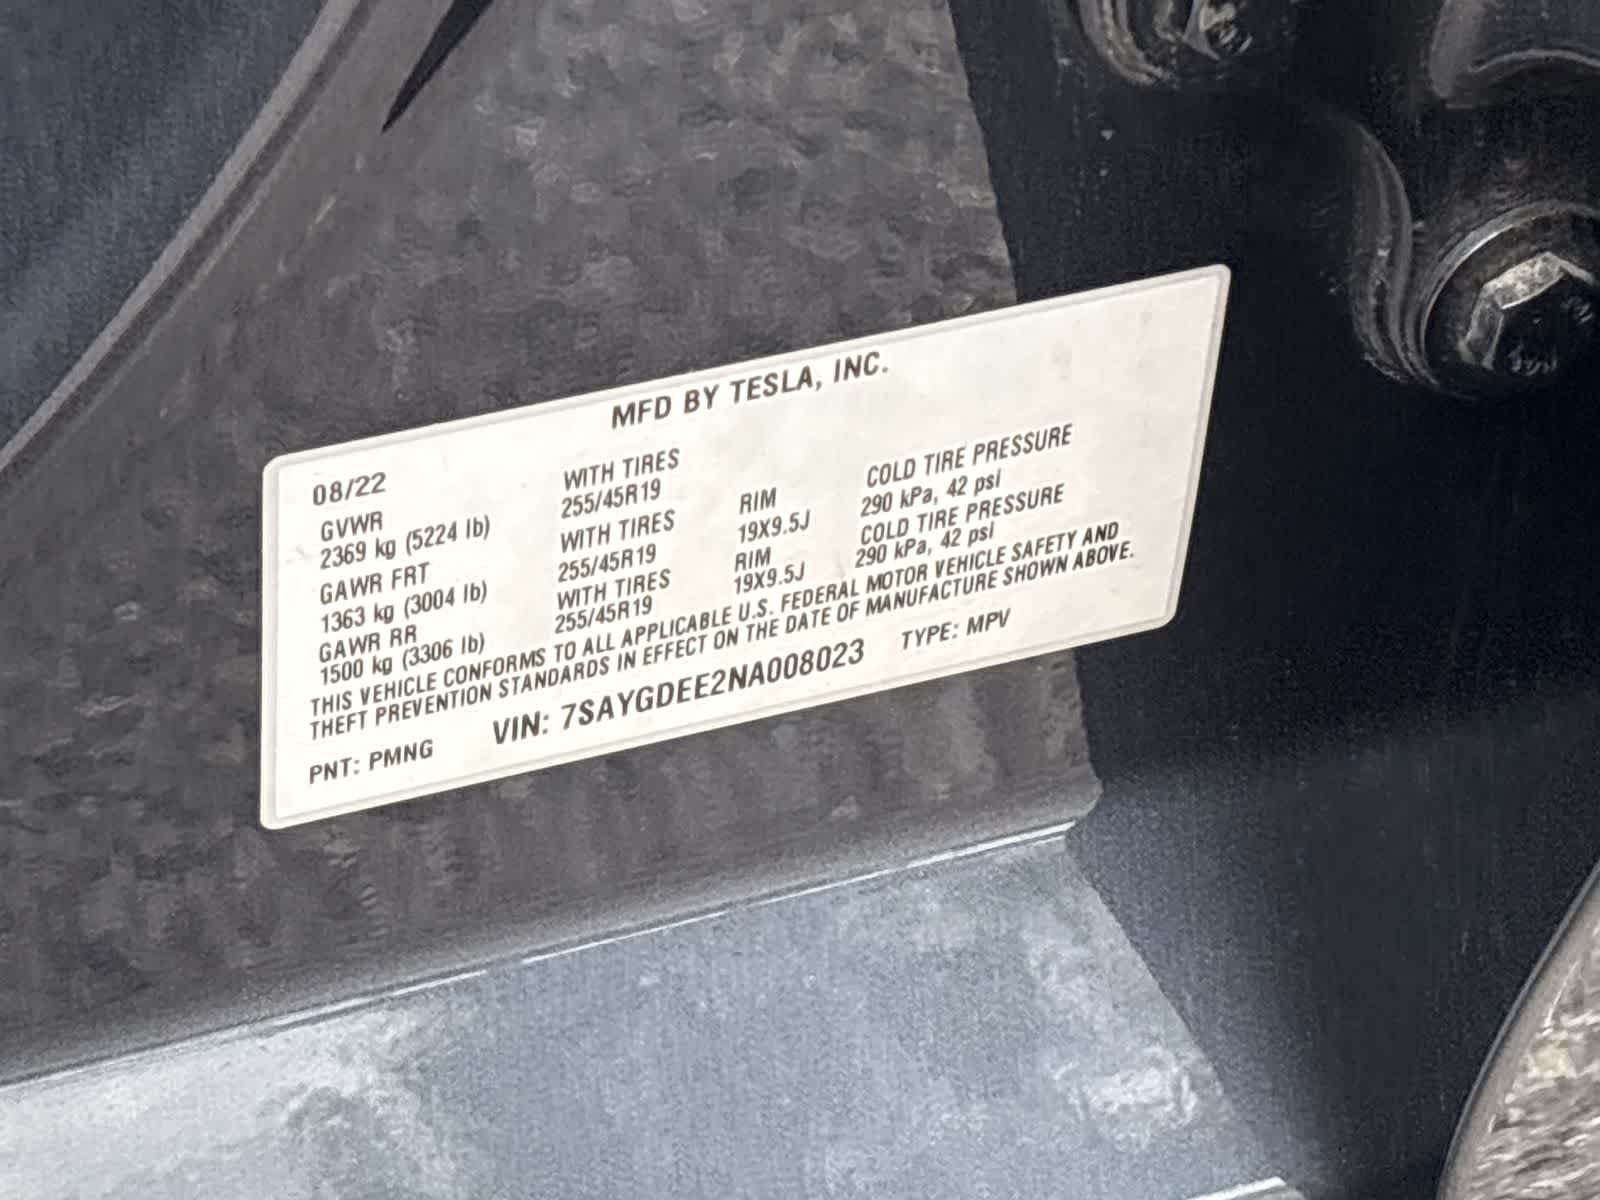 MFD BY TESLA, INC.
08/22
GVWR WITH TIRES RIM COLD TIRE PRESSURE
2369 kg (5224 lb) 255/45R19 19X9.5J 290 kPa, 42 psi
GAWR FRT WITH TIRES RIM COLD TIRE PRESSURE
1363 kg (3004 lb) 255/45R19 19X9.5J 290 kPa, 42 psi
GAWR RR WITH TIRES
1500 kg (3306 lb) 255/45R19
THIS VEHICLE CONFORMS TO ALL APPLICABLE U.S. FEDERAL MOTOR VEHICLE SAFETY AND
THEFT PREVENTION STANDARDS IN EFFECT ON THE DATE OF MANUFACTURE SHOWN ABOVE.
PNT: PMNG VIN: 7SAYGDEE2NA008023 TYPE: MPV